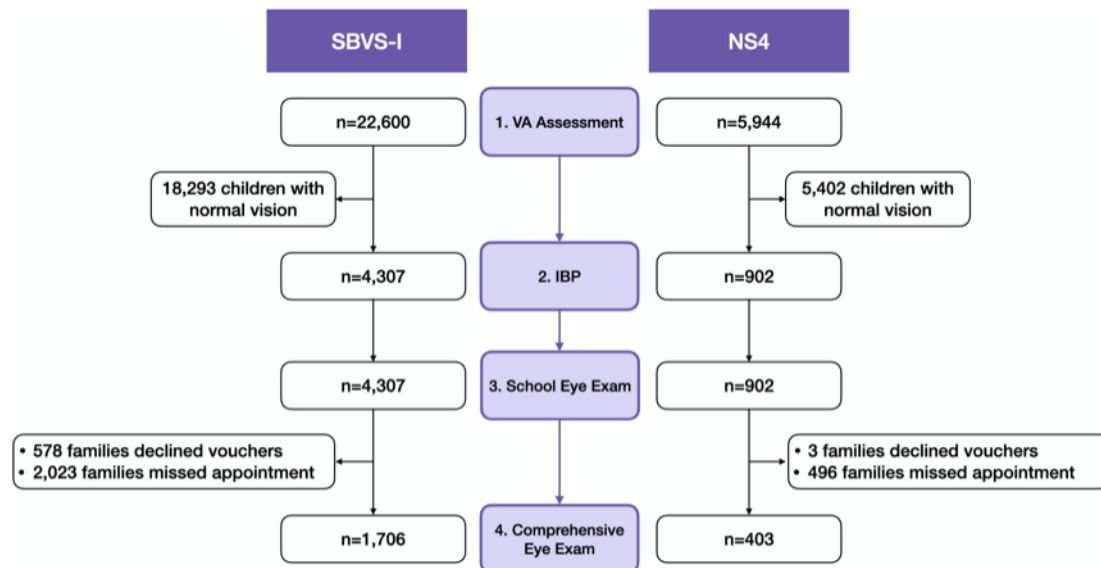 SBVS-I
NS4
n=22,600
1. VA Assessment
n=5,944
18,293 children with
normal vision
5,402 children with
normal vision
n=4,307
2. IBP
n=902
n=4,307
3. School Eye Exam
n=902
• 578 families declined vouchers
• 2,023 families missed appointment
• 3 families declined vouchers
• 496 families missed appointment
n=1,706
4. Comprehensive
Eye Exam
n=403